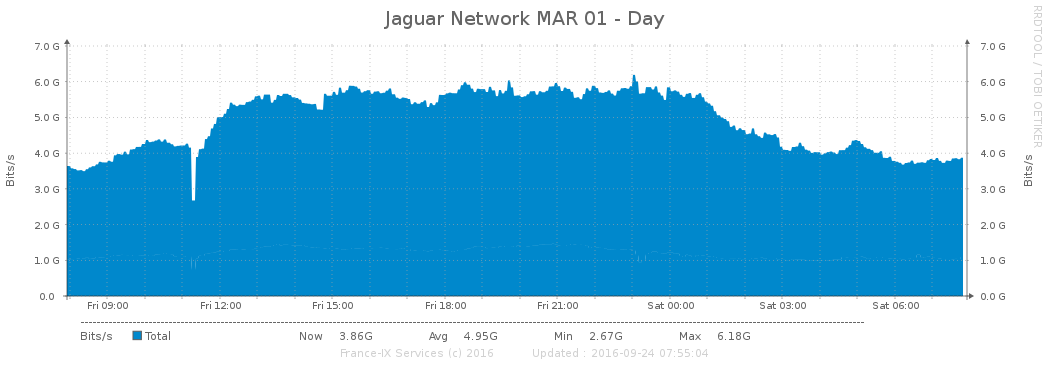 Jaguar Network MAR 01 - Day
RRDTOOL / TOBI OETIKER
7.0 G 7.0 G
6.0 G 6.0 G
5.0 G 5.0 G
4.0 G 4.0 G
3.0 G 3.0 G
2.0 G 2.0 G
1.0 G 1.0 G
0.0 0.0 G
Bits/s
Bits/s
Fri 09:00 Fri 12:00 Fri 15:00 Fri 18:00 Fri 21:00 Sat 00:00 Sat 03:00 Sat 06:00
Bits/s Total Now 3.86G Avg 4.95G Min 2.67G Max 6.18G
France-IX Services (c) 2016 Updated : 2016-09-24 07:55:04